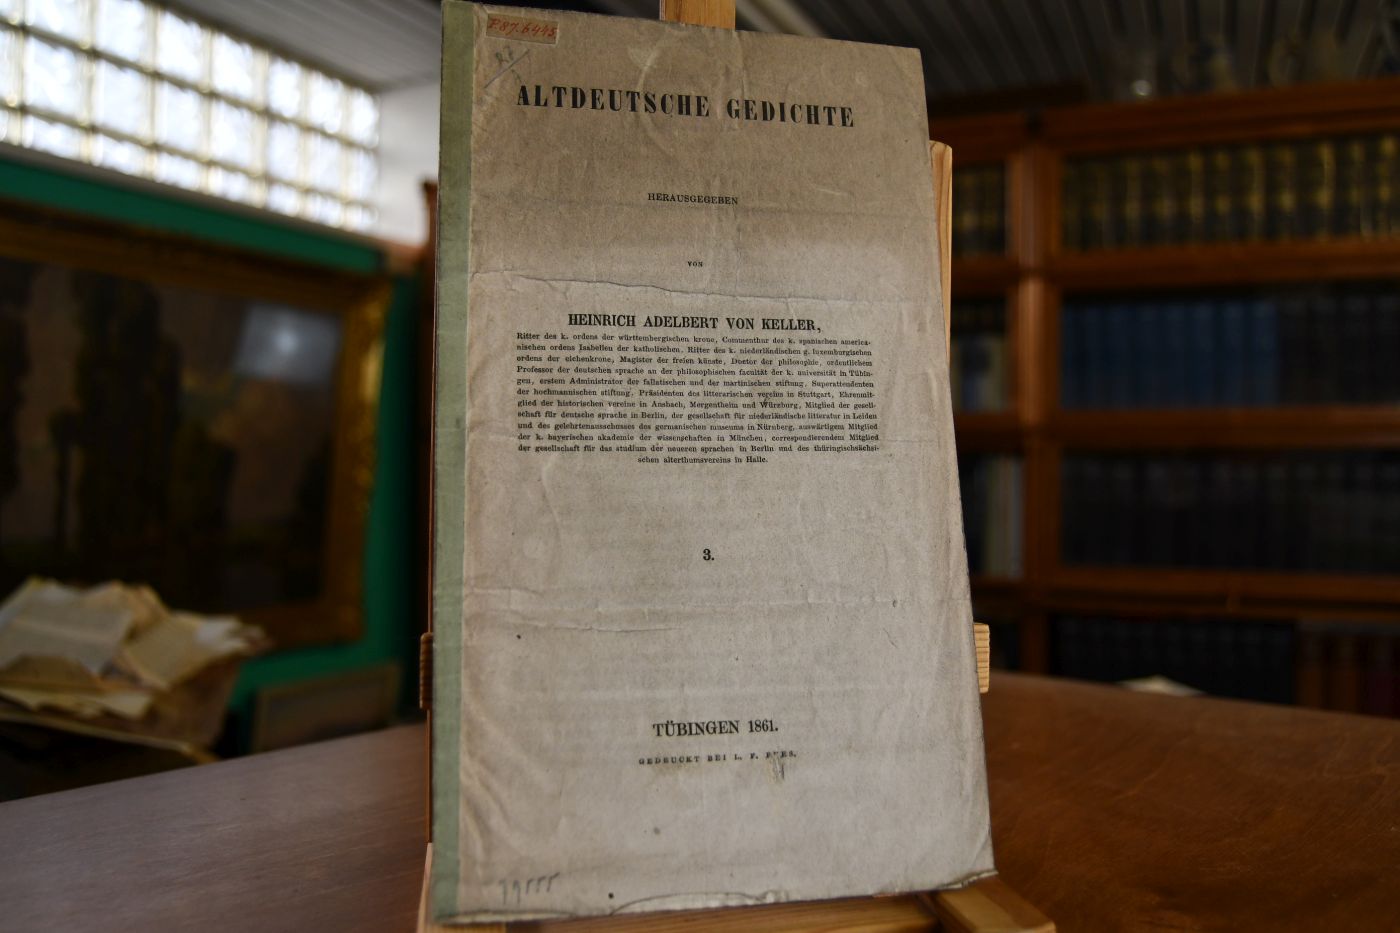 P.87.6445
R7
ALTDEUTSCHE GEDICHTE
HERAUSGEGEBEN
VON
HEINRICH ADELBERT VON KELLER,
Ritter des k. ordens der württembergischen krone, Commenthur des k. spanischen america-
nischen ordens Isabellen der katholischen, Ritter des k. niederländischen g. luxemburgischen
ordens der eichenkrone, Magister der freien künste, Doctor der philosophie, ordentlichem
Professor der deutschen sprache an der philosophischen facultät der k. universität in Tübin-
gen, erstem Administrator der fallatischen und der martinischen stiftung, Superattendenten
der hochmannischen stiftung, Präsidenten des litterarischen vereins in Stuttgart, Ehrenmit-
glied der historischen vereine in Ansbach, Mergentheim und Würzburg, Mitglied der gesell-
schaft für deutsche sprache in Berlin, der gesellschaft für niederländische litteratur in Leiden
und des gelehrtenausschusses des germanischen museums in Nürnberg, auswärtigem Mitglied
der k. bayerischen akademie der wissenschaften in München, correspondierendem Mitglied
der gesellschaft für das studium der neueren sprachen in Berlin und des thüringischsächsi-
schen alterthumsvereins in Halle.
3.
TÜBINGEN 1861.
GEDRUCKT BEI L. F. FUES.